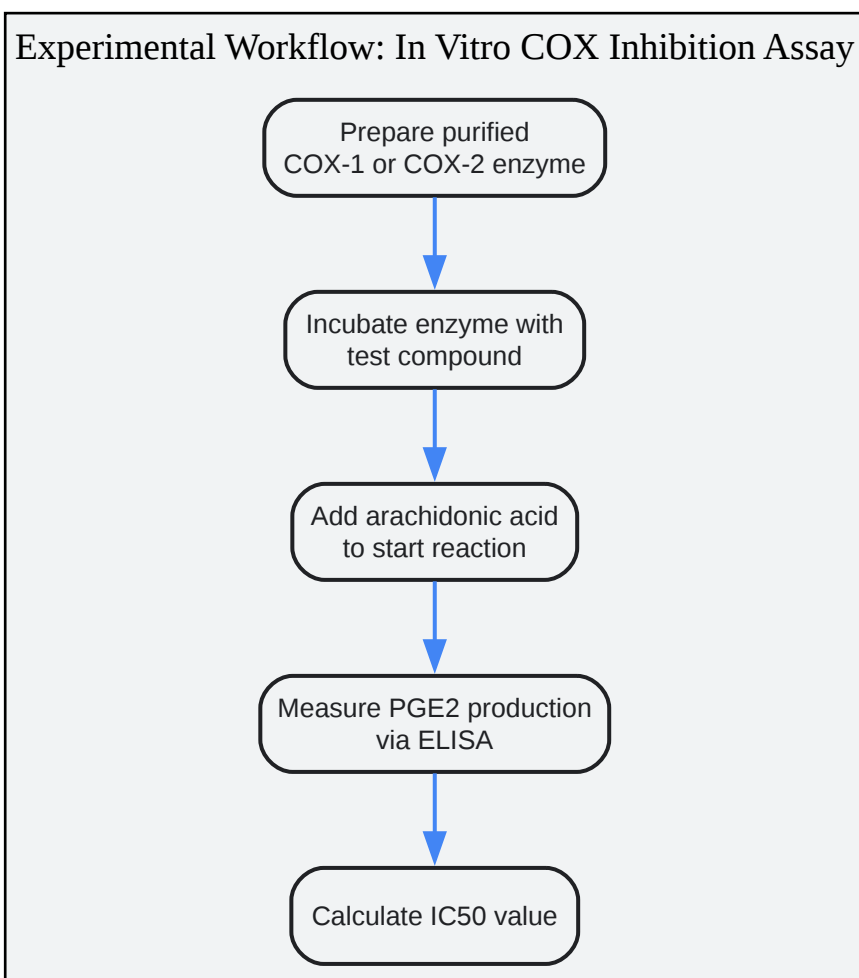 Experimental Workflow: In Vitro COX Inhibition Assay
Prepare purified
COX-1 or COX-2 enzyme
Incubate enzyme with
test compound
Add arachidonic acid
to start reaction
Measure PGE2 production
via ELISA
Calculate IC50 value